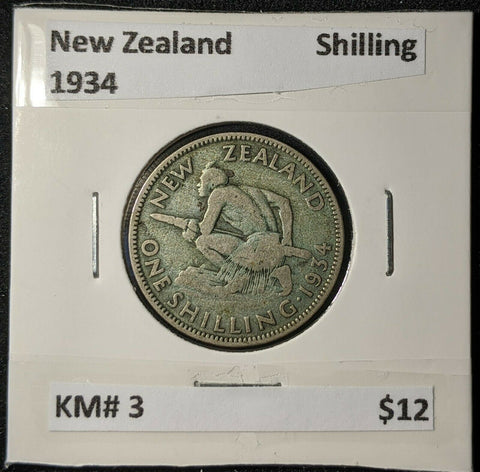 New Zealand Shilling
1934
NEW ZEALAND
ONE SHILLING · 1934
KM# 3 $12